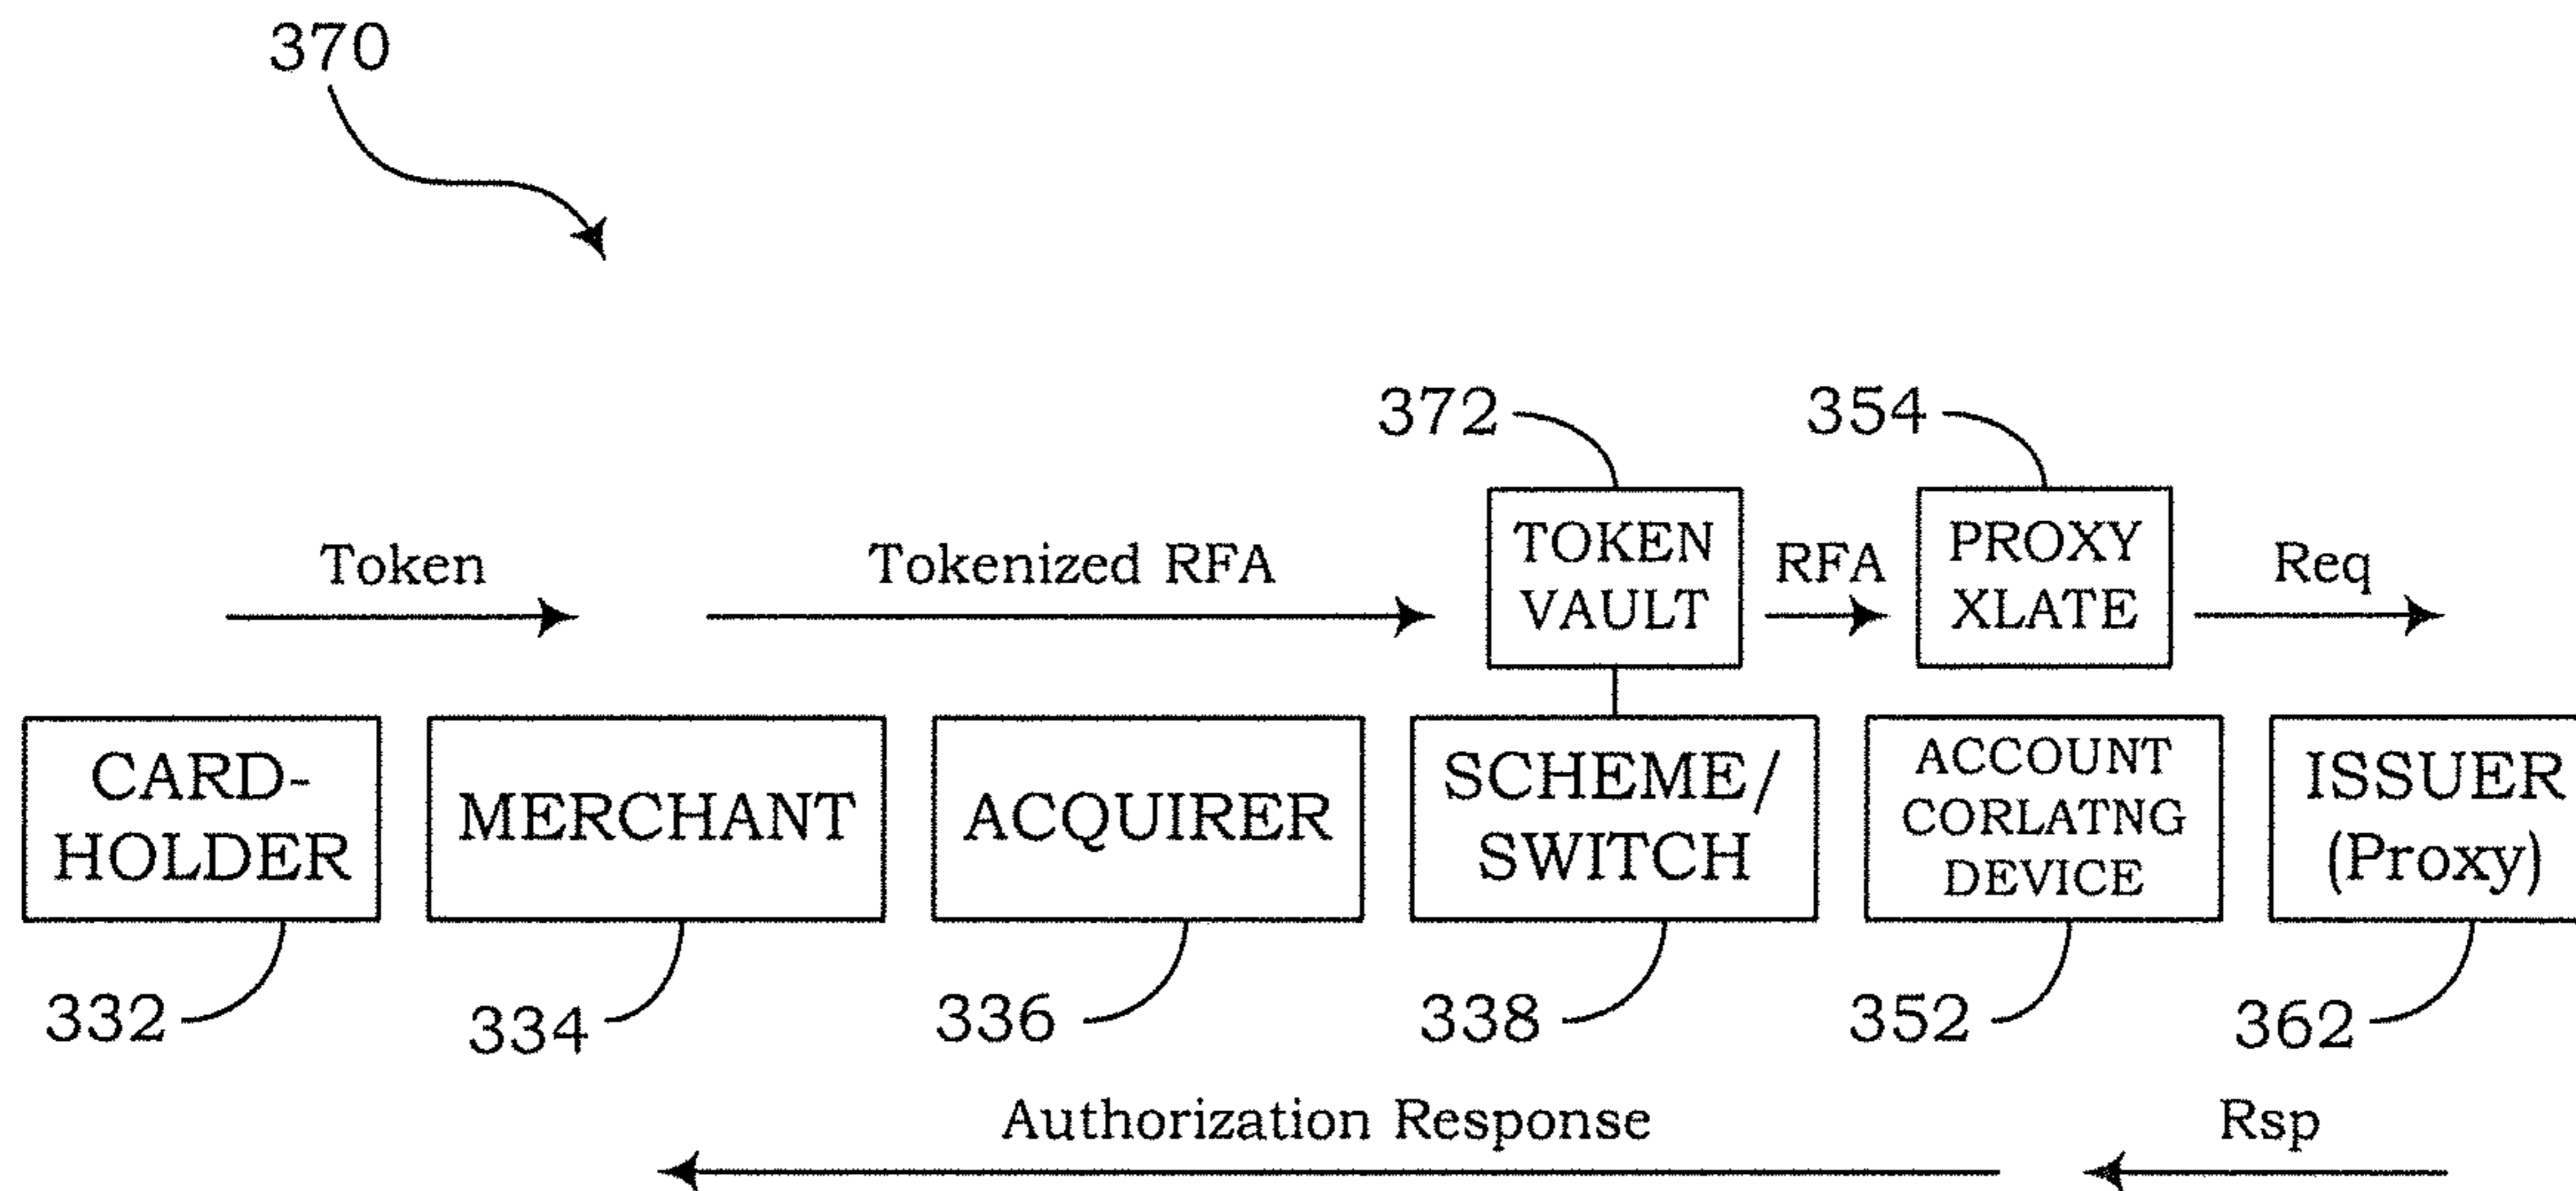 370
372
354
Token
Tokenized RFA
TOKEN
VAULT
RFA
PROXY
XLATE
Req
CARD-
HOLDER
MERCHANT
ACQUIRER
SCHEME/
SWITCH
ACCOUNT
CORLATNG
DEVICE
ISSUER
(Proxy)
332
334
336
338
352
362
Authorization Response
Rsp